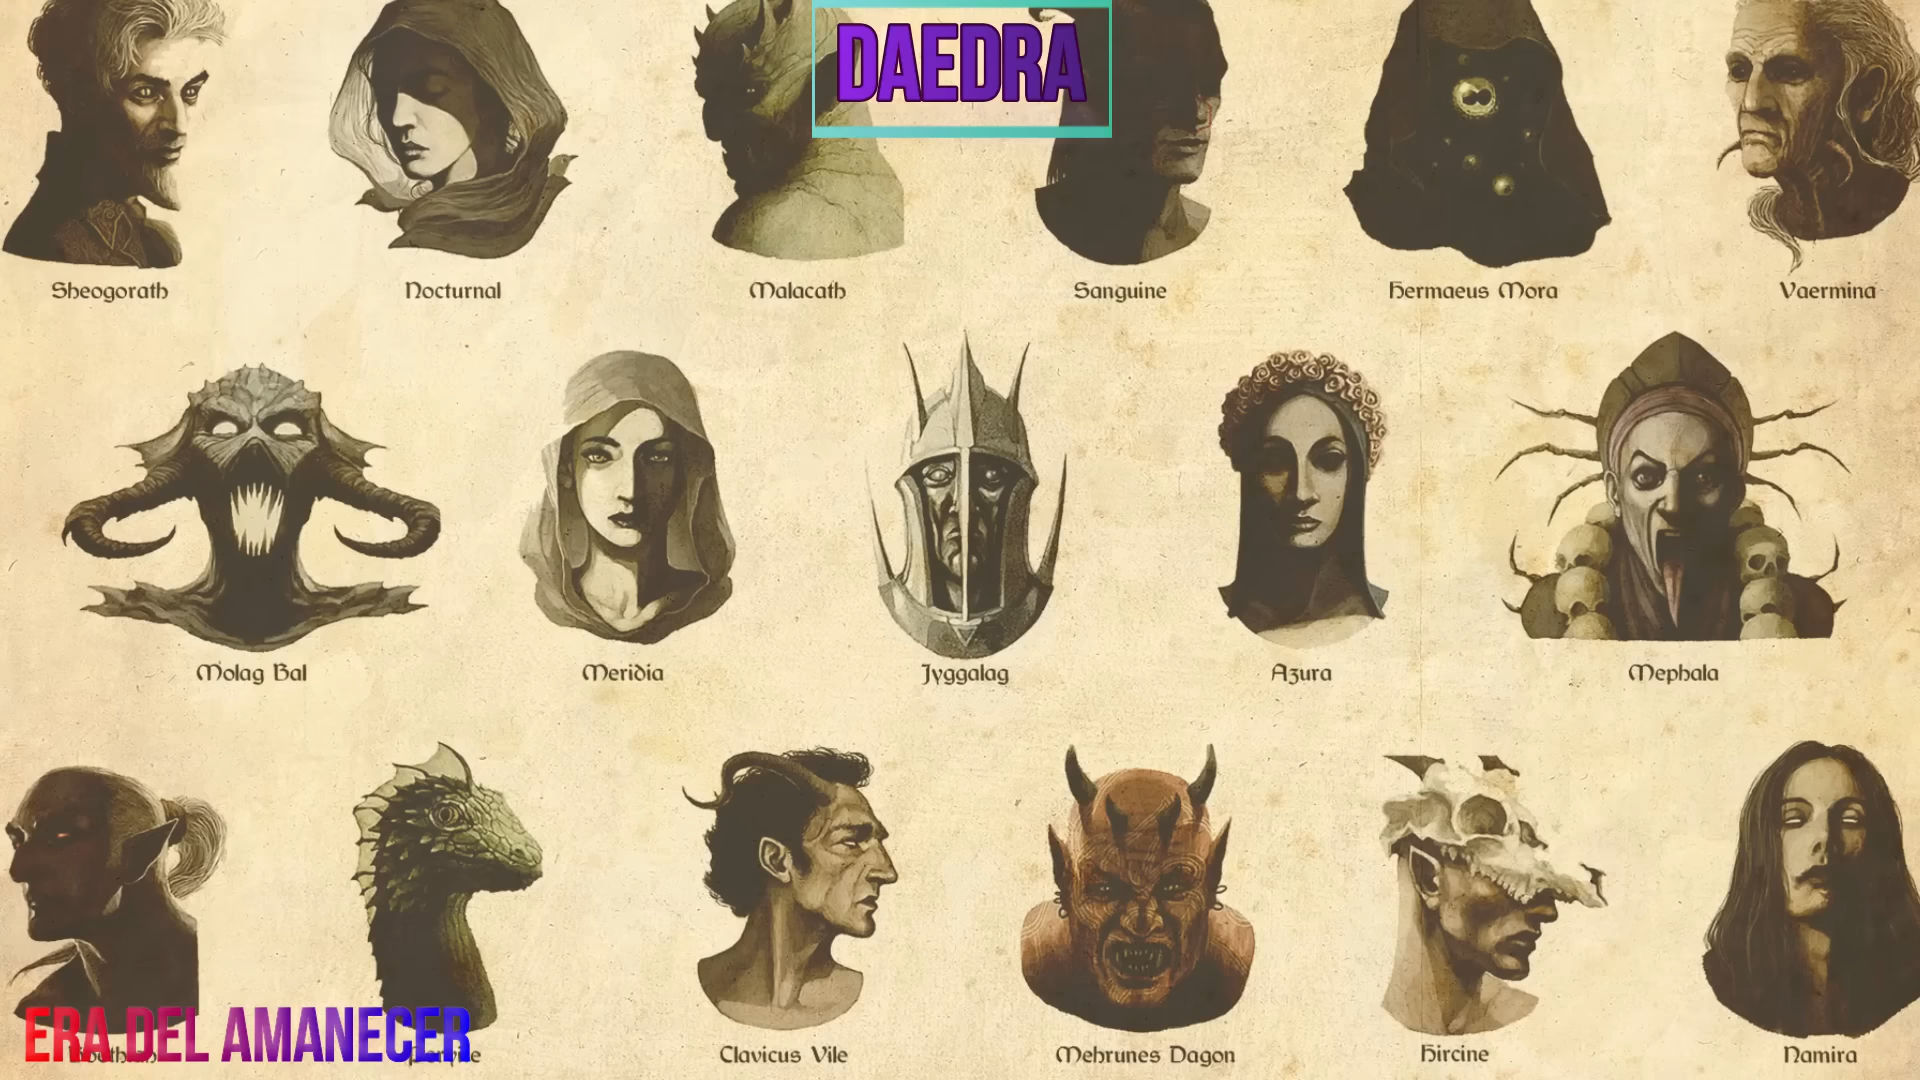 DAEDRA
Sheogorath
Nocturnal
Malacath
Sanguine
Hermaeus Mora
Vaermina
Molag Bal
Meridia
Jyggalag
Azura
Mephala
ERA DEL AMANECER
Clavicus Vile
Mehrunes Dagon
Hircine
Namira